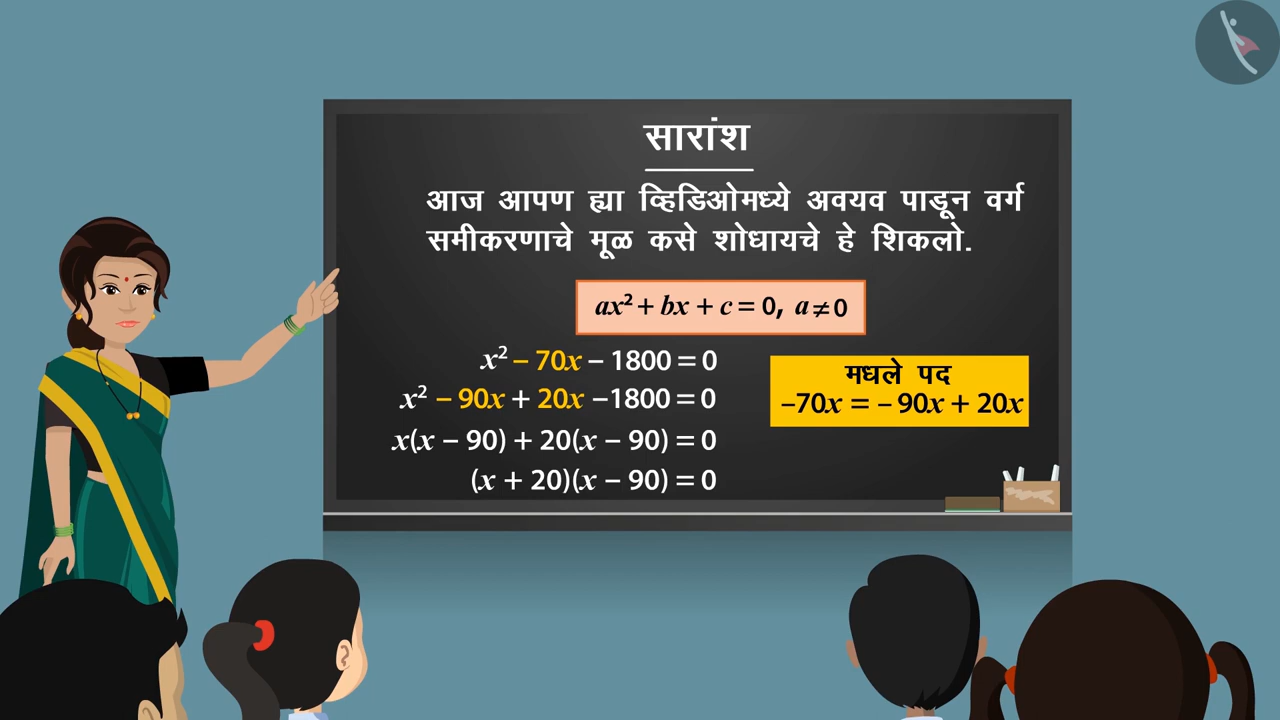 सारांश
आज आपण ह्या व्हिडिओमध्ये अवयव पाडून वर्ग
समीकरणाचे मूळ कसे शोधायचे हे शिकलो.
ax² + bx + c = 0, a ≠ 0
x² – 70x – 1800 = 0
x² – 90x + 20x –1800 = 0
x(x – 90) + 20(x – 90) = 0
(x + 20)(x – 90) = 0
मधले पद
–70x = – 90x + 20x